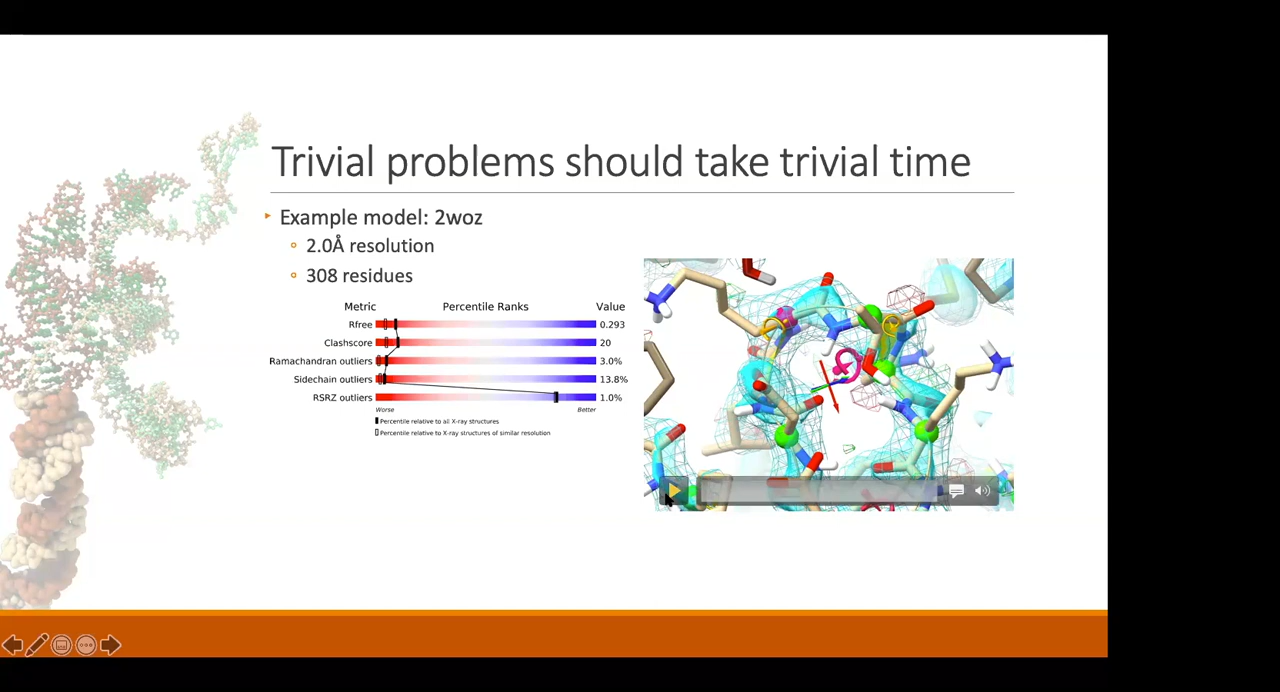 Trivial problems should take trivial time
Example model: 2woz
2.0Å resolution
308 residues
Metric Percentile Ranks Value
Rfree 0.293
Clashscore 20
Ramachandran outliers 3.0%
Sidechain outliers 13.8%
RSRZ outliers 1.0%
Worse Better
Percentile relative to all X-ray structures
Percentile relative to X-ray structures of similar resolution